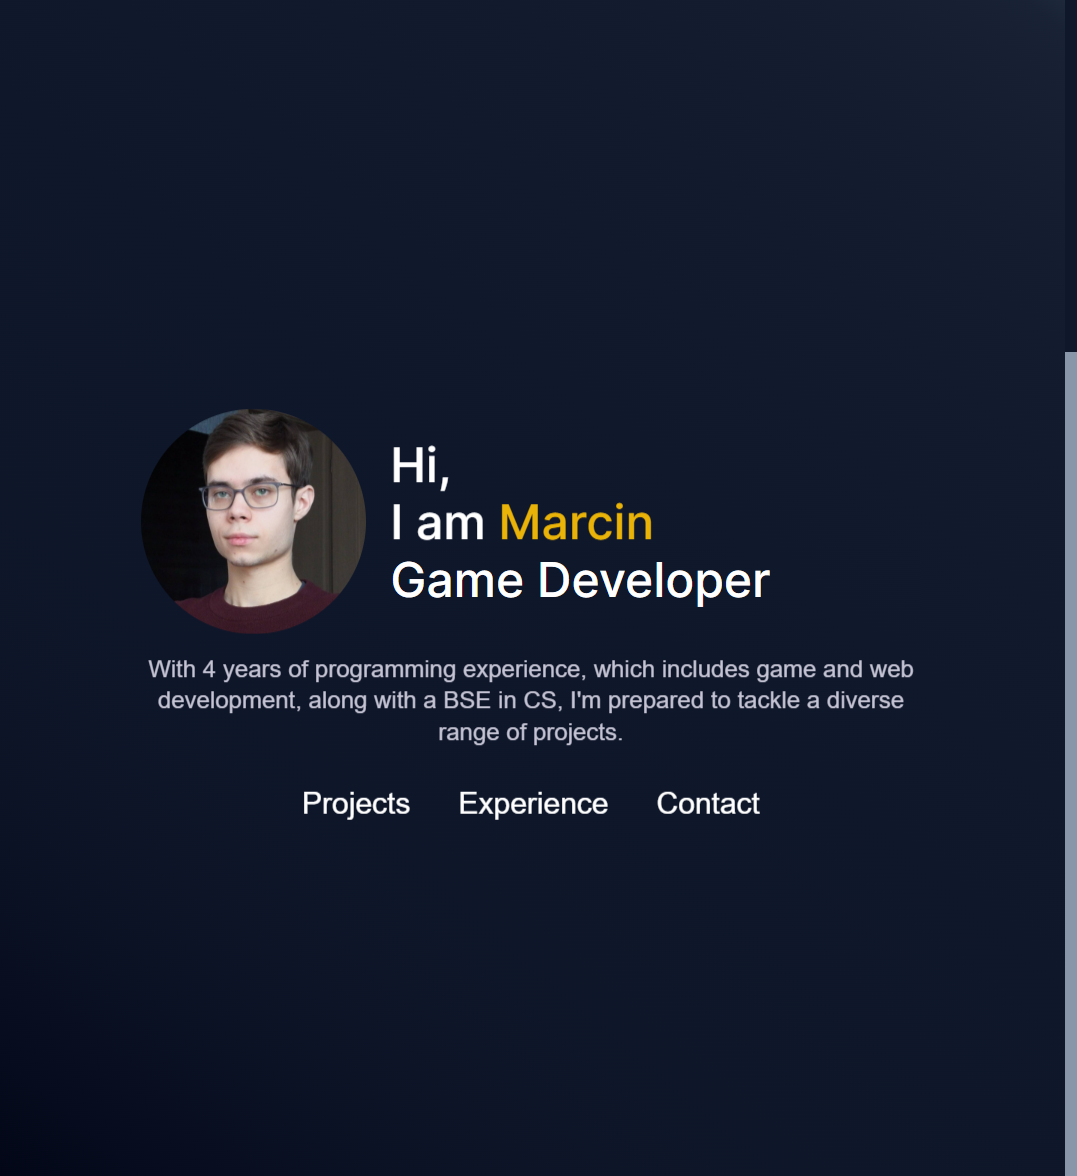 Hi,
I am Marcin
Game Developer
With 4 years of programming experience, which includes game and web
development, along with a BSE in CS, I'm prepared to tackle a diverse
range of projects.
Projects Experience Contact